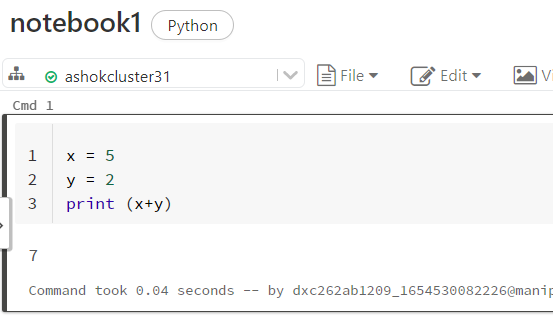 notebook1 Python
ashokcluster31 File Edit
Cmd 1
1 x = 5
2 y = 2
3 print (x+y)
7
Command took 0.04 seconds -- by dxc262ab1209_1654530082226@manip